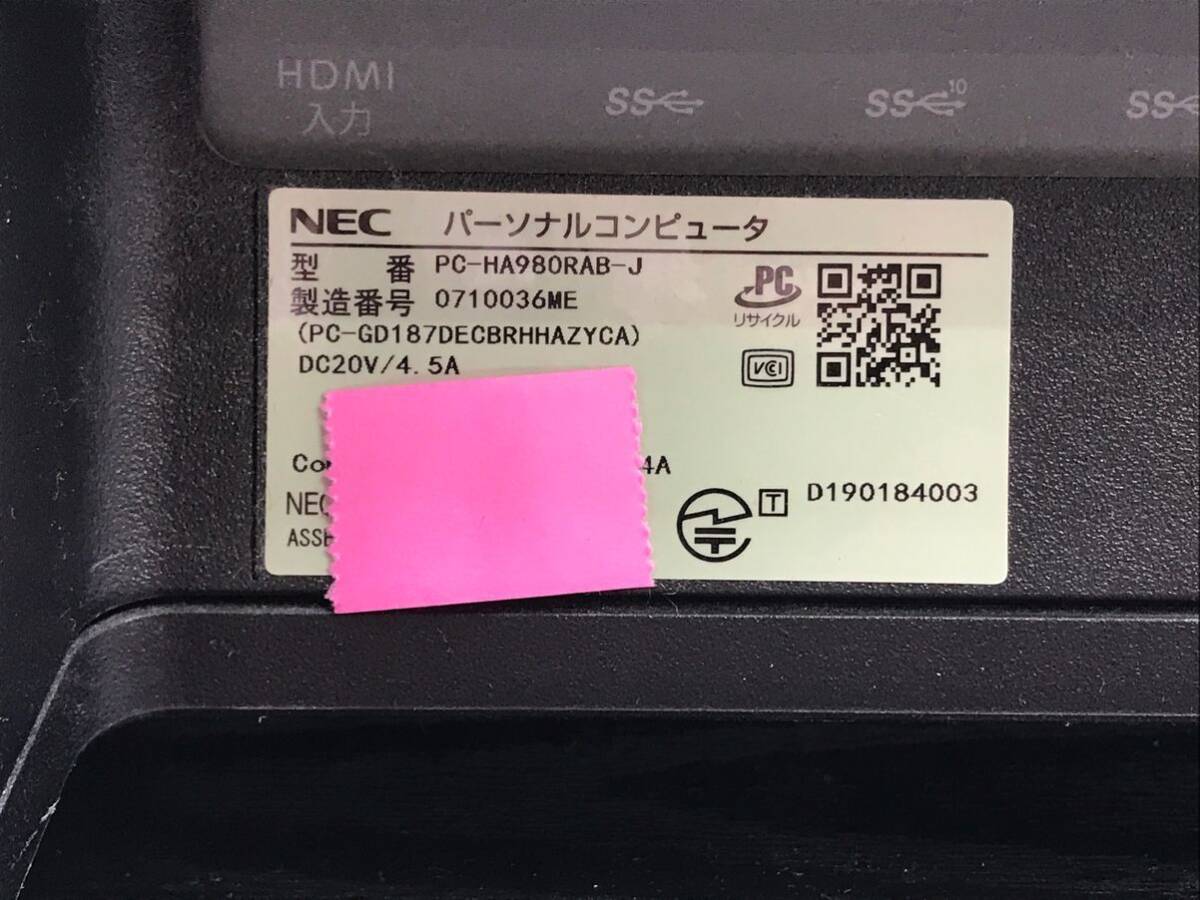 HDMI
入力
SS
SS 10
SS
NEC パーソナルコンピュータ
型 番 PC-HA980RAB-J
製造番号 0710036ME
(PC-GD187DECBRHHAZYCA)
DC20V/4.5A
PC
リサイクル
VCI
4A
NEC
T D190184003